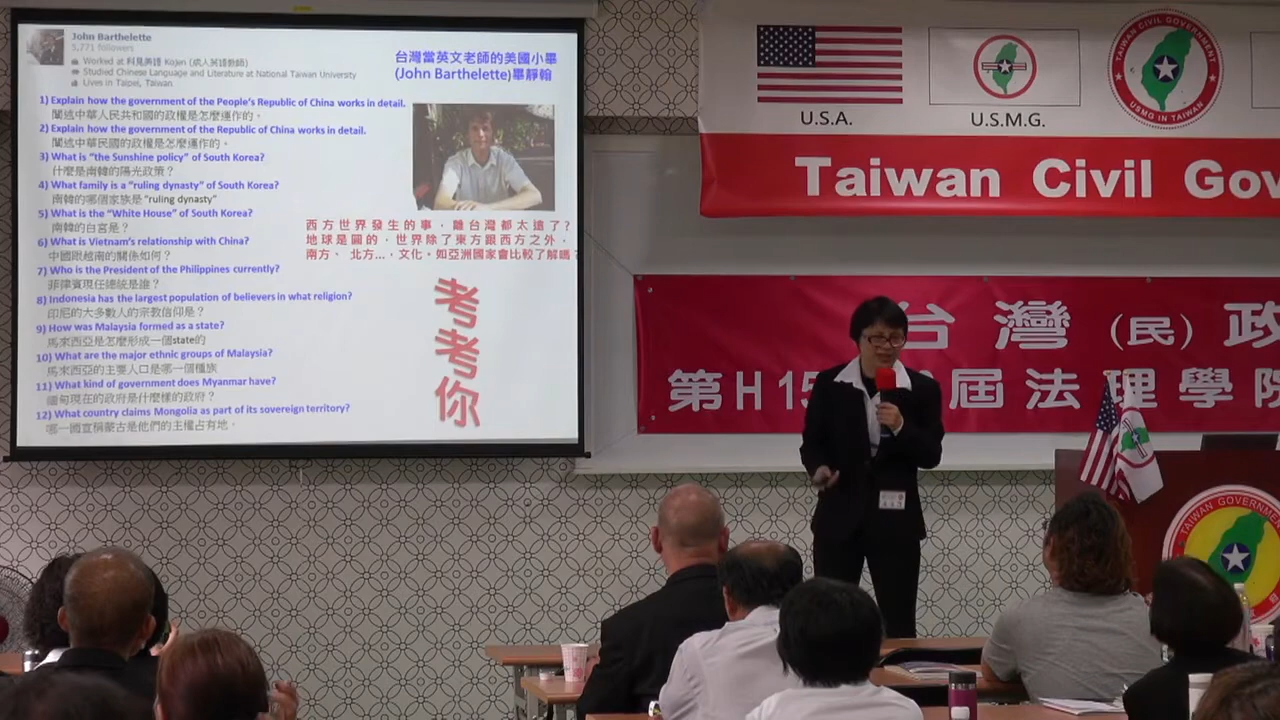 John Barthelette
5,771 followers
Worked at 科見美語 Kojen (成人英語教師)
Studied Chinese Language and Literature at National Taiwan University
Lives in Taipei, Taiwan
台灣當英文老師的美國小畢
(John Barthelette)畢靜翰
1) Explain how the government of the People's Republic of China works in detail.
闡述中華人民共和國的政權是怎麼運作的。
2) Explain how the government of the Republic of China works in detail.
闡述中華民國的政權是怎麼運作的。
3) What is "the Sunshine policy" of South Korea?
什麼是南韓的陽光政策？
4) What family is a "ruling dynasty" of South Korea?
南韓的哪個家族是 "ruling dynasty"
5) What is the "White House" of South Korea?
南韓的白宮是？
6) What is Vietnam's relationship with China?
中國跟越南的關係如何？
7) Who is the President of the Philippines currently?
菲律賓現任總統是誰？
8) Indonesia has the largest population of believers in what religion?
印尼的大多數人的宗教信仰是？
9) How was Malaysia formed as a state?
馬來西亞是怎麼形成一個state的
10) What are the major ethnic groups of Malaysia?
馬來西亞的主要人口是哪一個種族
11) What kind of government does Myanmar have?
緬甸現在的政府是什麼樣的政府？
12) What country claims Mongolia as part of its sovereign territory?
哪一國宣稱蒙古是他們的主權占有地。
西方世界發生的事，離台灣都太遠了?
地球是圓的，世界除了東方跟西方之外，
南方、北方...，文化。如亞洲國家會比較了解嗎？
考考你
U.S.A.
U.S.M.G.
TAIWAN CIVIL GOVERNMENT
USMG IN TAIWAN
Taiwan Civil Gov
台灣(民)政
第H15 屆法理學院
TAIWAN GOVERNMENT